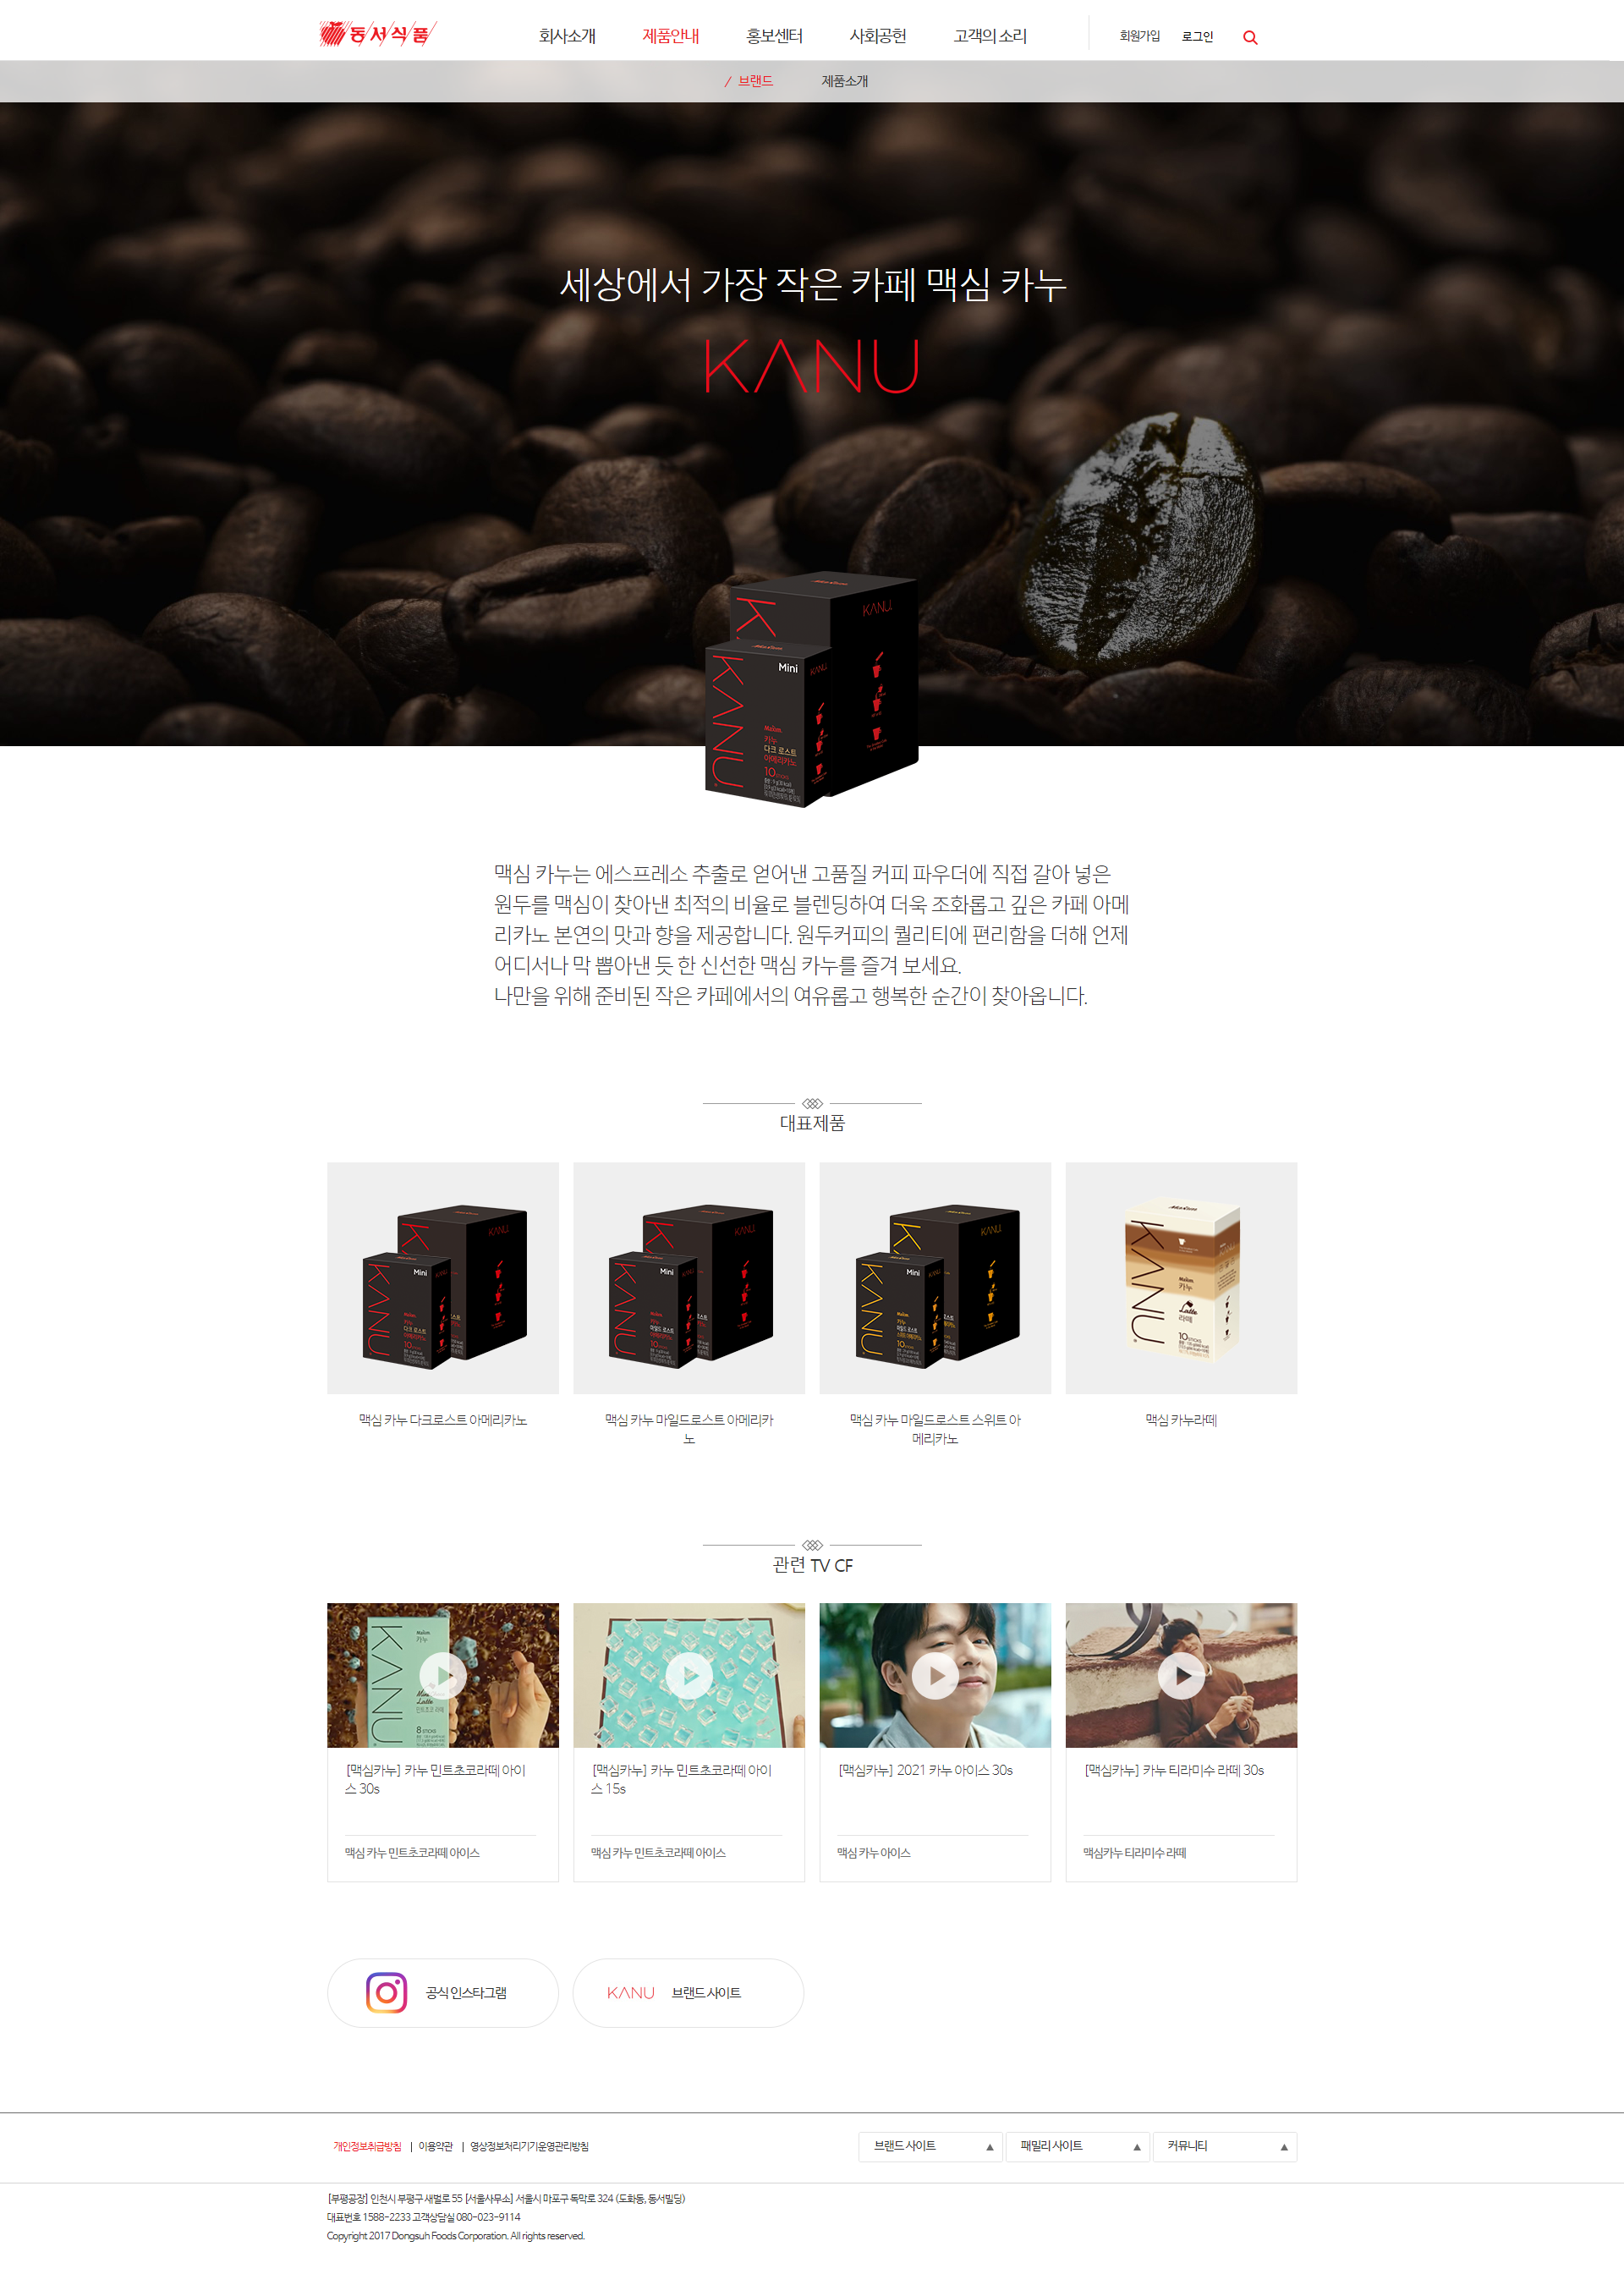 동서식품
회사소개 제품안내 홍보센터 사회공헌 고객의 소리 회원가입 로그인
/ 브랜드 제품소개
세상에서 가장 작은 카페 맥심 카누
KANU
KANU
KANU Mini
Maxim
카누
다크 로스트
아메리카노
10 STICKS
맥심 카누는 에스프레소 추출로 얻어낸 고품질 커피 파우더에 직접 갈아 넣은
원두를 맥심이 찾아낸 최적의 비율로 블렌딩하여 더욱 조화롭고 깊은 카페 아메
리카노 본연의 맛과 향을 제공합니다. 원두커피의 퀄리티에 편리함을 더해 언제
어디서나 막 뽑아낸 듯 한 신선한 맥심 카누를 즐겨 보세요.
나만을 위해 준비된 작은 카페에서의 여유롭고 행복한 순간이 찾아옵니다.
대표제품
맥심 카누 다크로스트 아메리카노
맥심 카누 마일드로스트 아메리카
노
맥심 카누 마일드로스트 스위트 아
메리카노
맥심 카누라떼
관련 TV CF
[맥심카누] 카누 민트초코라떼 아이
스 30s
맥심 카누 민트초코라떼 아이스
[맥심카누] 카누 민트초코라떼 아이
스 15s
맥심 카누 민트초코라떼 아이스
[맥심카누] 2021 카누 아이스 30s
맥심 카누 아이스
[맥심카누] 카누 티라미수 라떼 30s
맥심카누 티라미수 라떼
공식 인스타그램
KANU 브랜드 사이트
개인정보취급방침 | 이용약관 | 영상정보처리기기운영관리방침
브랜드 사이트 ▲ 패밀리 사이트 ▲ 커뮤니티 ▲
[부평공장] 인천시 부평구 새벌로 55 [서울사무소] 서울시 마포구 독막로 324 (도화동, 동서빌딩)
대표번호 1588-2233 고객상담실 080-023-9114
Copyright 2017 Dongsuh Foods Corporation. All rights reserved.